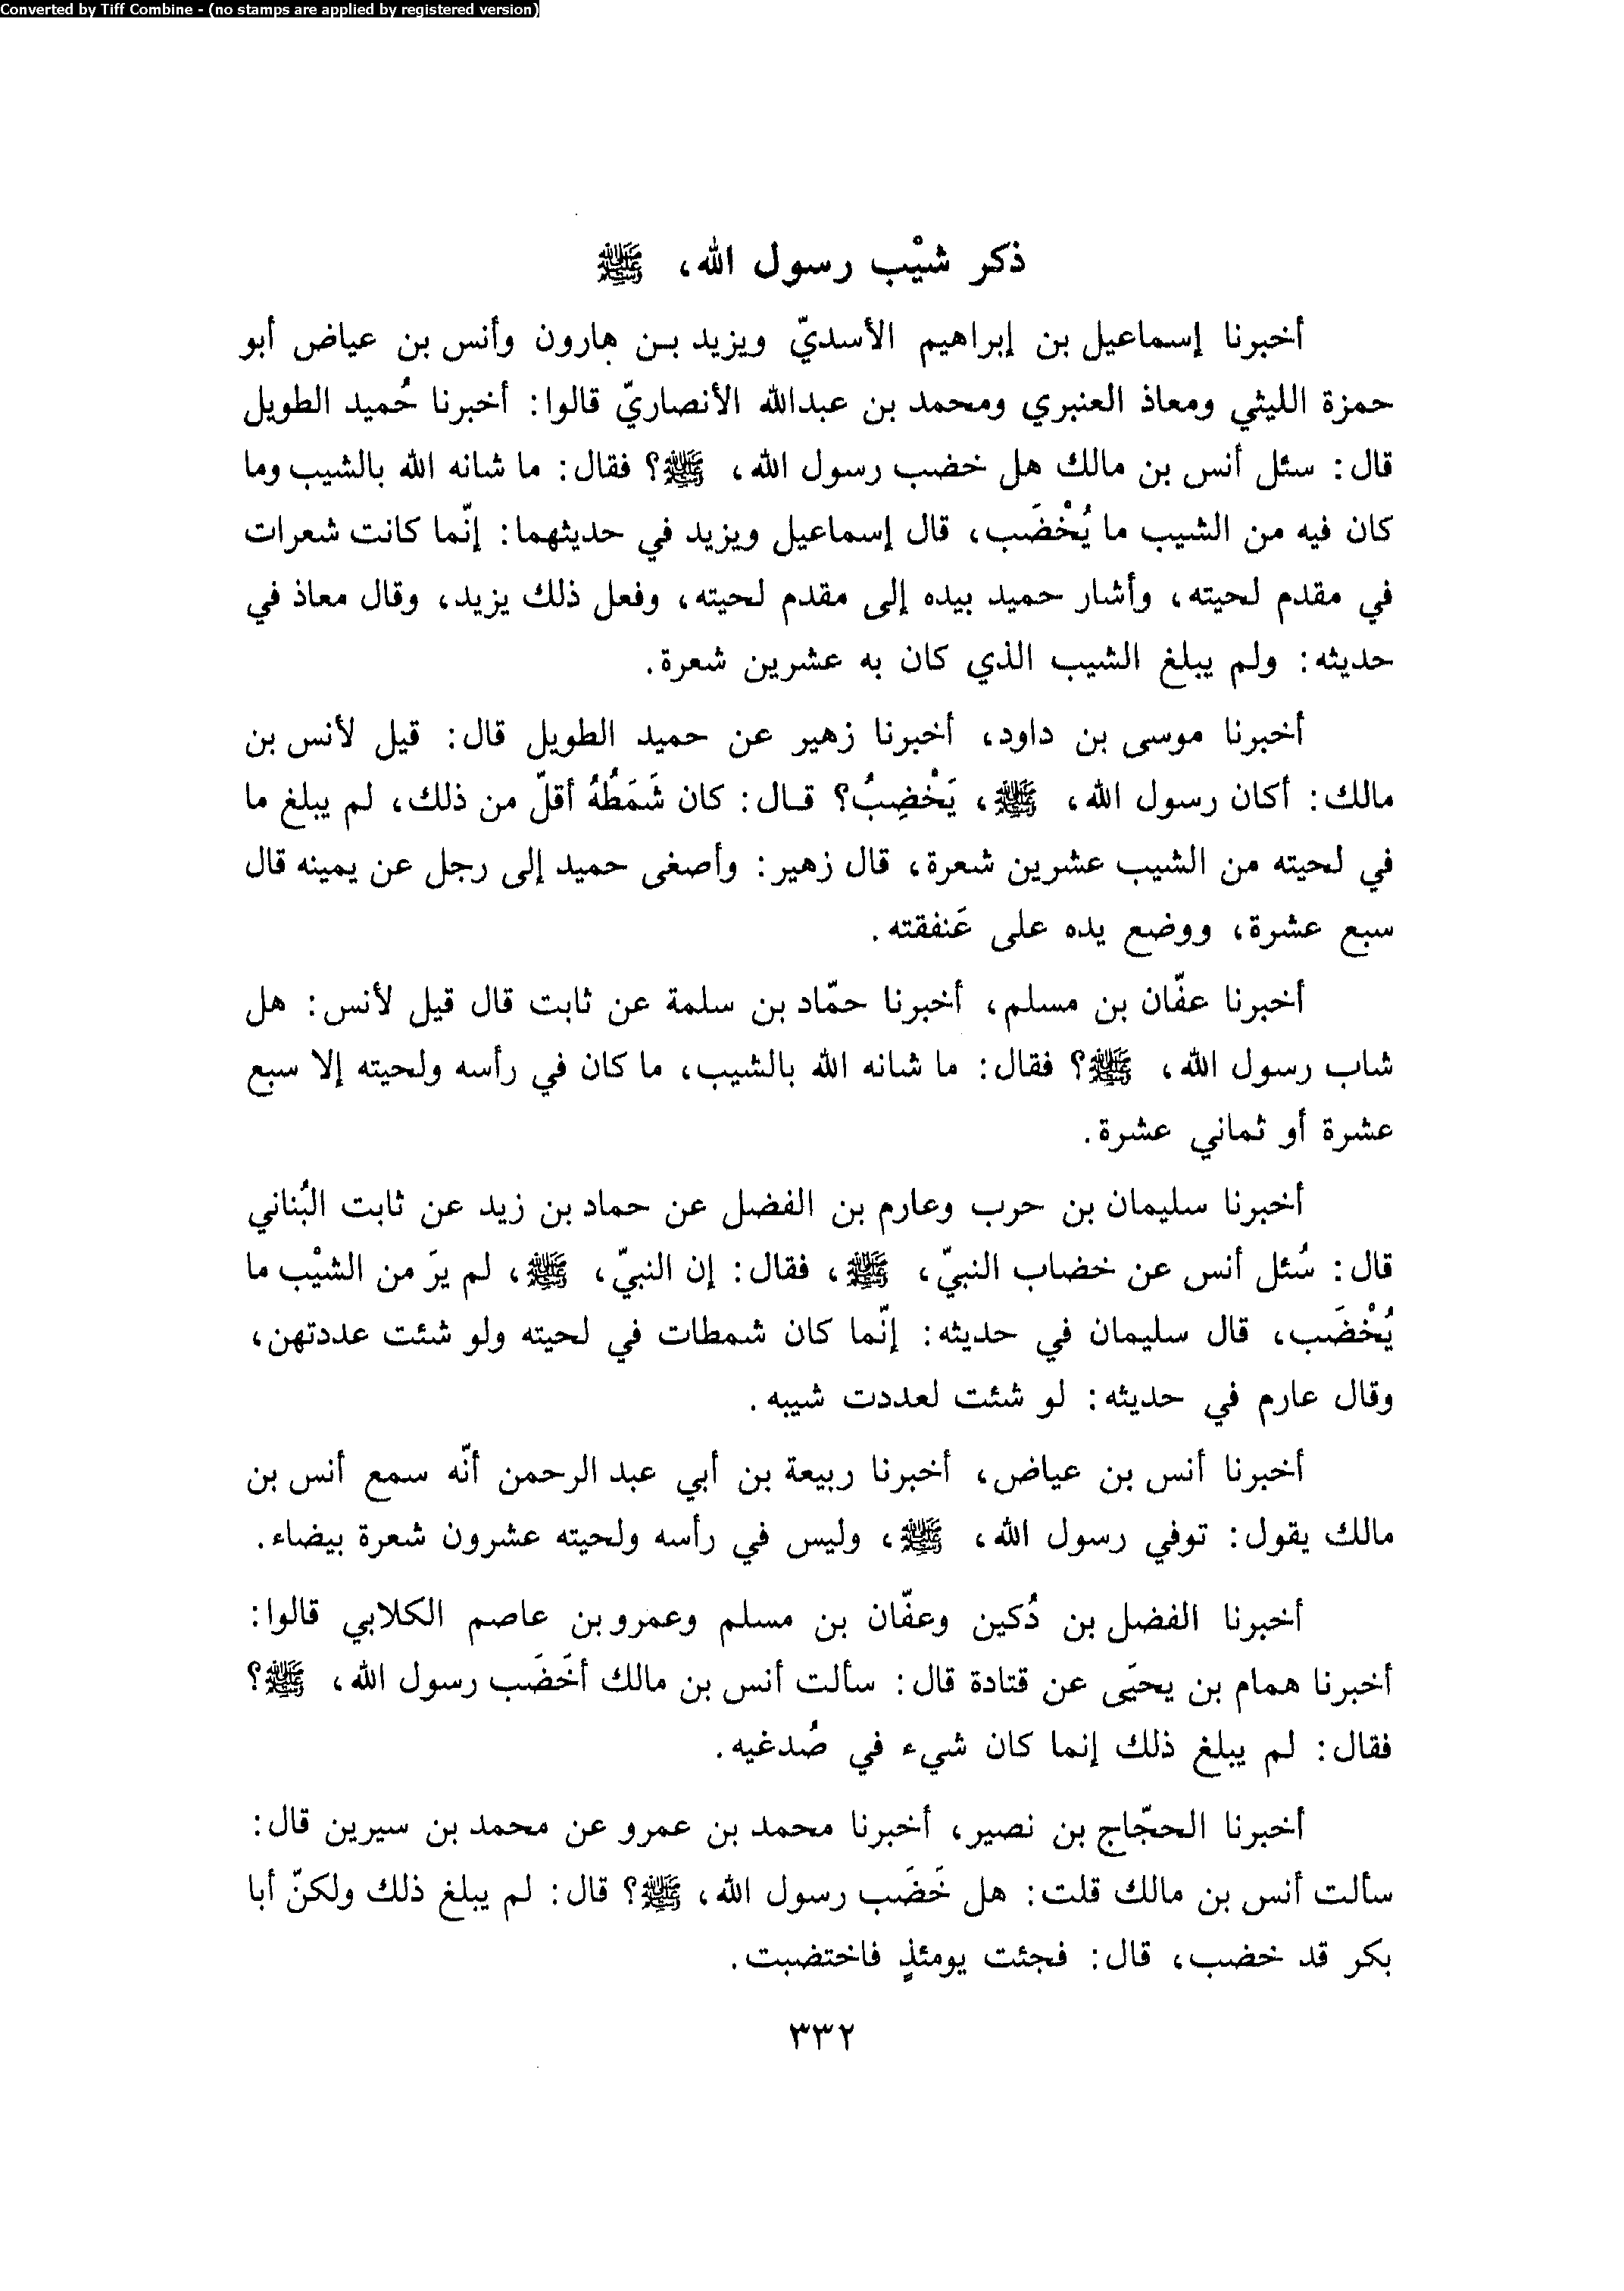 Converted by Tiff Combine - (no stamps are applied by registered version)
ذكر شيْب رسول الله، ﷺ
أخبرنا إسماعيل بن إبراهيم الأسديّ ويزيد بن هارون وأنس بن عياض أبو
حمزة الليثي ومعاذ العنبري ومحمد بن عبدالله الأنصاريّ قالوا: أخبرنا حُميد الطويل
قال: سئل أنس بن مالك هل خضب رسول الله، ﷺ؟ فقال: ما شانه الله بالشيب وما
كان فيه من الشيب ما يُخْضَب، قال إسماعيل ويزيد في حديثهما: إنّما كانت شعرات
في مقدم لحيته، وأشار حميد بيده إلى مقدم لحيته، وفعل ذلك يزيد، وقال معاذ في
حديثه: ولم يبلغ الشيب الذي كان به عشرين شعرة.
أخبرنا موسى بن داود، أخبرنا زهير عن حميد الطويل قال: قيل لأنس بن
مالك: أكان رسول الله، ﷺ، يَخْضِبُ؟ قال: كان شَمَطُهُ أقلّ من ذلك، لم يبلغ ما
في لحيته من الشيب عشرين شعرة، قال زهير: وأصغى حميد إلى رجل عن يمينه قال
سبع عشرة، ووضع يده على عَنفقته.
أخبرنا عفّان بن مسلم، أخبرنا حمّاد بن سلمة عن ثابت قال قيل لأنس: هل
شاب رسول الله، ﷺ؟ فقال: ما شانه الله بالشيب، ما كان في رأسه ولحيته إلا سبع
عشرة أو ثماني عشرة.
أخبرنا سليمان بن حرب وعارم بن الفضل عن حماد بن زيد عن ثابت البُناني
قال: سُئل أنس عن خضاب النبيّ، ﷺ، فقال: إن النبيّ، ﷺ، لم يرَ من الشيْب ما
يُخْضَب، قال سليمان في حديثه: إنّما كان شمطات في لحيته ولو شئت عددتهن،
وقال عارم في حديثه: لو شئت لعددت شيبه.
أخبرنا أنس بن عياض، أخبرنا ربيعة بن أبي عبد الرحمن أنّه سمع أنس بن
مالك يقول: توفي رسول الله، ﷺ، وليس في رأسه ولحيته عشرون شعرة بيضاء.
أخبرنا الفضل بن دُكين وعفّان بن مسلم وعمرو بن عاصم الكلابي قالوا:
أخبرنا همام بن يحيَى عن قتادة قال: سألت أنس بن مالك أخَضَب رسول الله، ﷺ؟
فقال: لم يبلغ ذلك إنما كان شيء في صُدغيه.
أخبرنا الحجّاج بن نصير، أخبرنا محمد بن عمرو عن محمد بن سيرين قال:
سألت أنس بن مالك قلت: هل خَضَب رسول الله، ﷺ؟ قال: لم يبلغ ذلك ولكنّ أبا
بكر قد خضب، قال: فجئت يومئذٍ فاختضبت.
٣٣٢